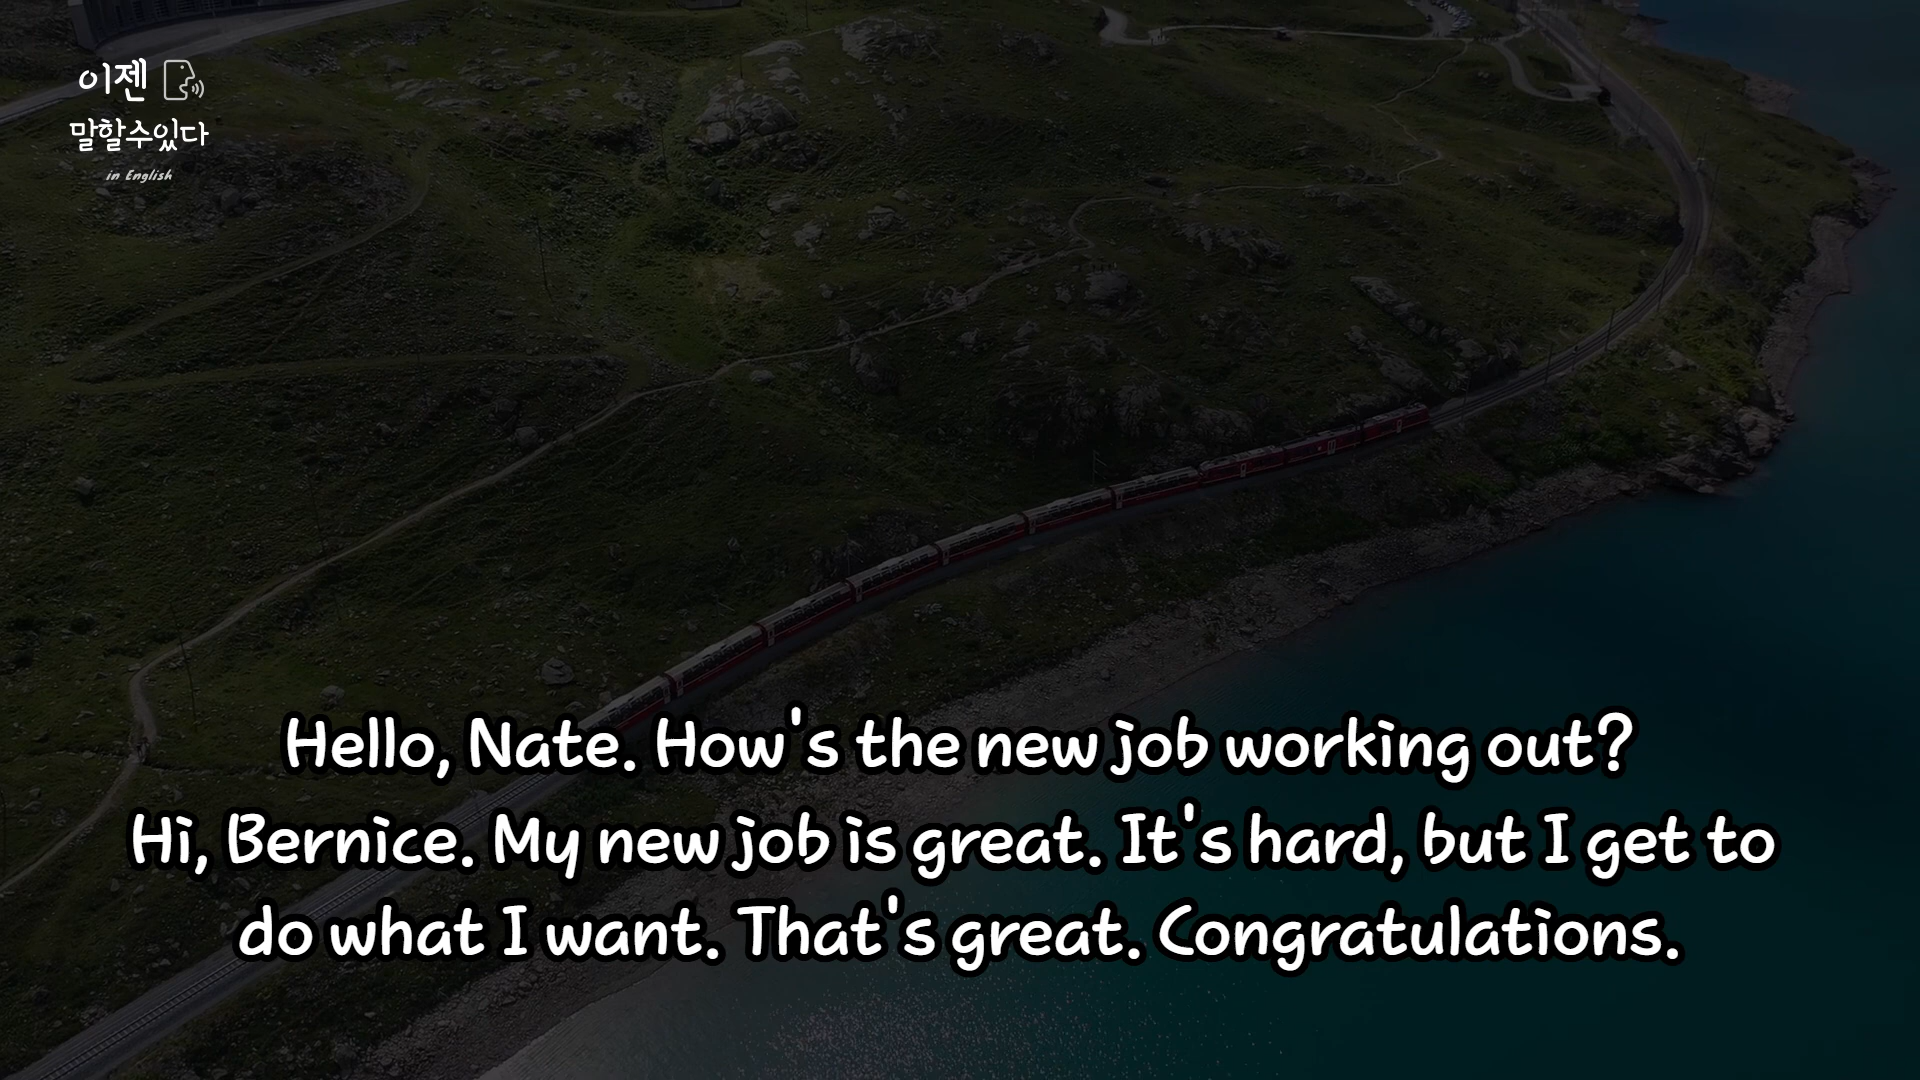 이젠
말할수있다
in English
Hello, Nate. How's the new job working out?
Hi, Bernice. My new job is great. It's hard, but I get to
do what I want. That's great. Congratulations.